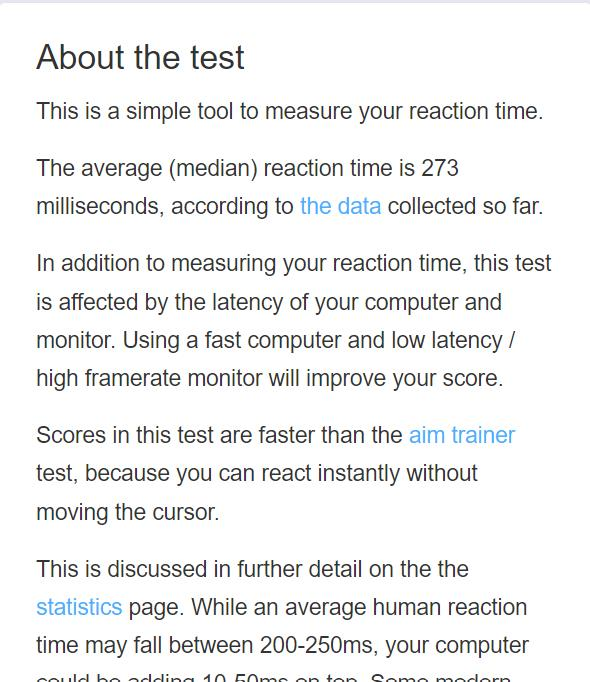 About the test
This is a simple tool to measure your reaction time.
The average (median) reaction time is 273
milliseconds, according to the data collected so far.
In addition to measuring your reaction time, this test
is affected by the latency of your computer and
monitor. Using a fast computer and low latency /
high framerate monitor will improve your score.
Scores in this test are faster than the aim trainer
test, because you can react instantly without
moving the cursor.
This is discussed in further detail on the the
statistics page. While an average human reaction
time may fall between 200-250ms, your computer
could be adding 10-50ms on top. Some modern